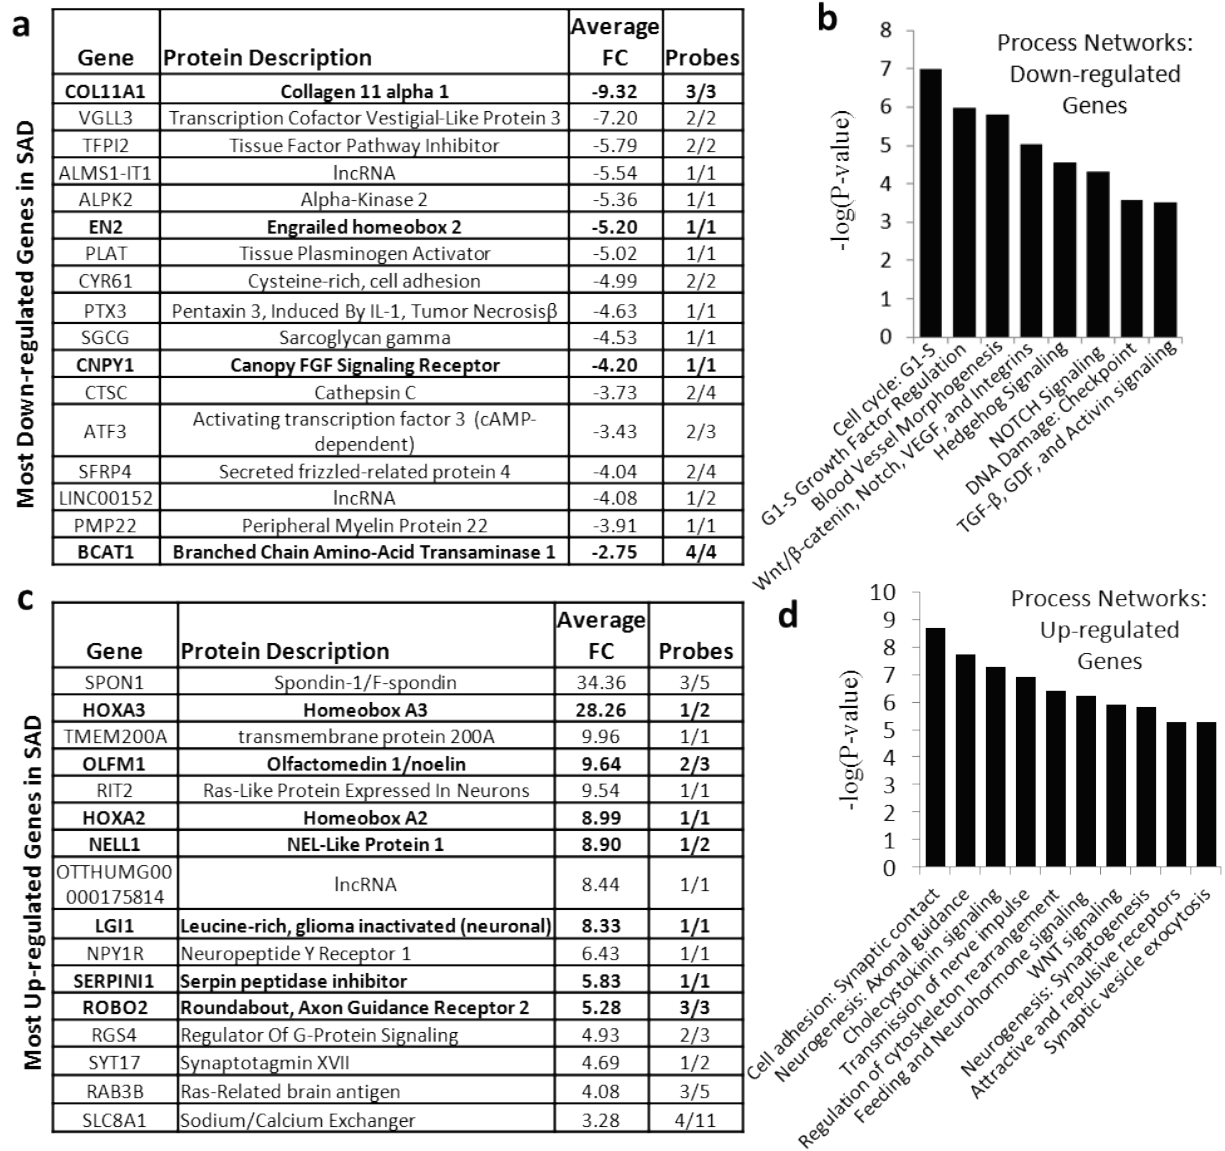 a
Most Down-regulated Genes in SAD
Gene Protein Description Average FC Probes
COL11A1 Collagen 11 alpha 1 -9.32 3/3
VGLL3 Transcription Cofactor Vestigial-Like Protein 3 -7.20 2/2
TFPI2 Tissue Factor Pathway Inhibitor -5.79 2/2
ALMS1-IT1 lncRNA -5.54 1/1
ALPK2 Alpha-Kinase 2 -5.36 1/1
EN2 Engrailed homeobox 2 -5.20 1/1
PLAT Tissue Plasminogen Activator -5.02 1/1
CYR61 Cysteine-rich, cell adhesion -4.99 2/2
PTX3 Pentaxin 3, Induced By IL-1, Tumor Necrosisβ -4.63 1/1
SGCG Sarcoglycan gamma -4.53 1/1
CNPY1 Canopy FGF Signaling Receptor -4.20 1/1
CTSC Cathepsin C -3.73 2/4
ATF3 Activating transcription factor 3 (cAMP-
dependent) -3.43 2/3
SFRP4 Secreted frizzled-related protein 4 -4.04 2/4
LINC00152 lncRNA -4.08 1/2
PMP22 Peripheral Myelin Protein 22 -3.91 1/1
BCAT1 Branched Chain Amino-Acid Transaminase 1 -2.75 4/4
b
Process Networks:
Down-regulated
Genes
-log(P-value)
8
7
6
5
4
3
2
1
0
Cell cycle: G1-S
G1-S Growth Factor Regulation
Blood Vessel Morphogenesis
Wnt/β-catenin, Notch, VEGF, and Integrins
Hedgehog Signaling
NOTCH Signaling
DNA Damage: Checkpoint
TGF-β, GDF, and Activin signaling
c
Most Up-regulated Genes in SAD
Gene Protein Description Average FC Probes
SPON1 Spondin-1/F-spondin 34.36 3/5
HOXA3 Homeobox A3 28.26 1/2
TMEM200A transmembrane protein 200A 9.96 1/1
OLFM1 Olfactomedin 1/noelin 9.64 2/3
RIT2 Ras-Like Protein Expressed In Neurons 9.54 1/1
HOXA2 Homeobox A2 8.99 1/1
NELL1 NEL-Like Protein 1 8.90 1/2
OTTHUMG00
000175814 lncRNA 8.44 1/1
LGI1 Leucine-rich, glioma inactivated (neuronal) 8.33 1/1
NPY1R Neuropeptide Y Receptor 1 6.43 1/1
SERPINI1 Serpin peptidase inhibitor 5.83 1/1
ROBO2 Roundabout, Axon Guidance Receptor 2 5.28 3/3
RGS4 Regulator Of G-Protein Signaling 4.93 2/3
SYT17 Synaptotagmin XVII 4.69 1/2
RAB3B Ras-Related brain antigen 4.08 3/5
SLC8A1 Sodium/Calcium Exchanger 3.28 4/11
d
Process Networks:
Up-regulated
Genes
-log(P-value)
10
9
8
7
6
5
4
3
2
1
0
Cell adhesion: Synaptic contact
Neurogenesis: Axonal guidance
Cholecystokinin signaling
Transmission of nerve impulse
Regulation of cytoskeleton rearrangement
Feeding and Neurohormone signaling
WNT signaling
Neurogenesis: Synaptogenesis
Attractive and repulsive receptors
Synaptic vesicle exocytosis